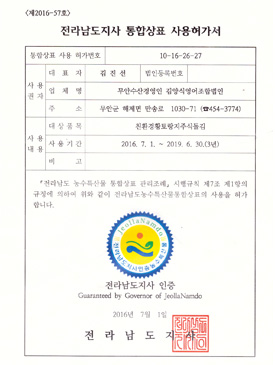 <제2016-57호>
전라남도지사 통합상표 사용허가서
통합상표 사용 허가번호 10-16-26-27
사용권자 대표자 김진선 법인등록번호
업체명 무안수산경영인 김양식영어조합법인
주소 무안군 해제면 만송로 1030-71 (☎454-3774)
사용내용 대상품목 친환경황토랑지주식돌김
사용기간 2016. 7. 1. ~ 2019. 6. 30.(3년)
비고
『전라남도 농수특산물 통합상표 관리조례』 시행규칙 제7조 제1항의
규정에 의하여 위와 같이 전라남도농수특산물통합상표의 사용을 허가
합니다.
JeollaNamdo
전라남도지사인증농수특산물
전라남도지사 인증
Guaranteed by Governor of JeollaNamdo
2016년 7월 1일
전라남도지사